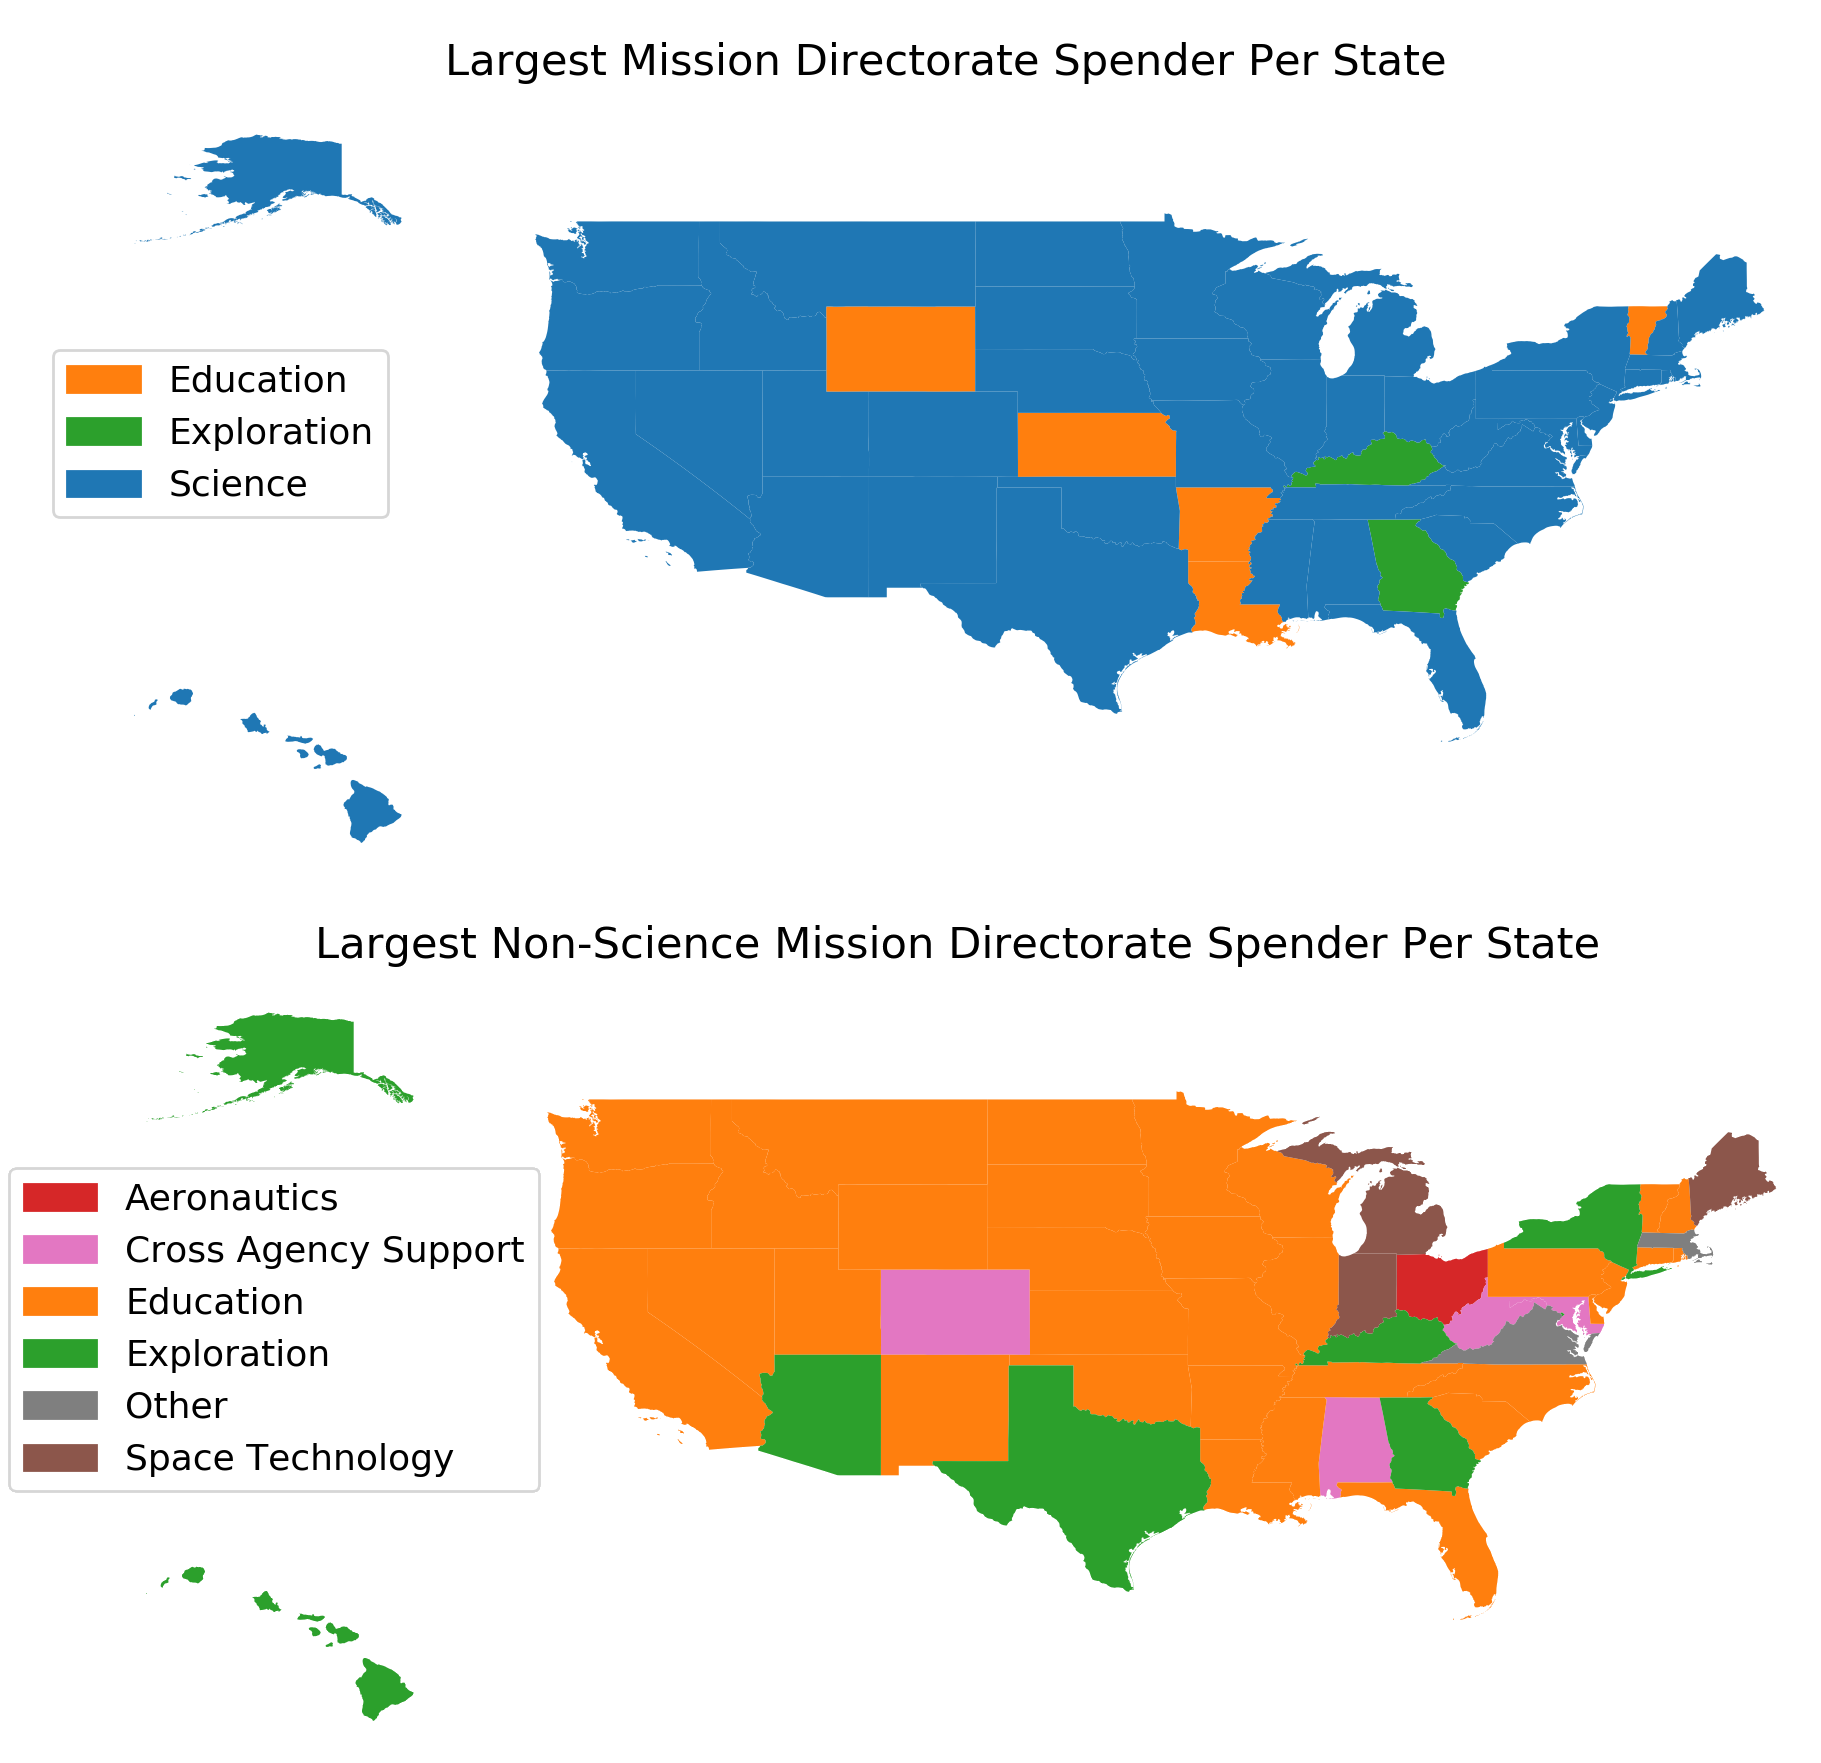 Largest Mission Directorate Spender Per State
Education
Exploration
Science
Largest Non-Science Mission Directorate Spender Per State
Aeronautics
Cross Agency Support
Education
Exploration
Other
Space Technology